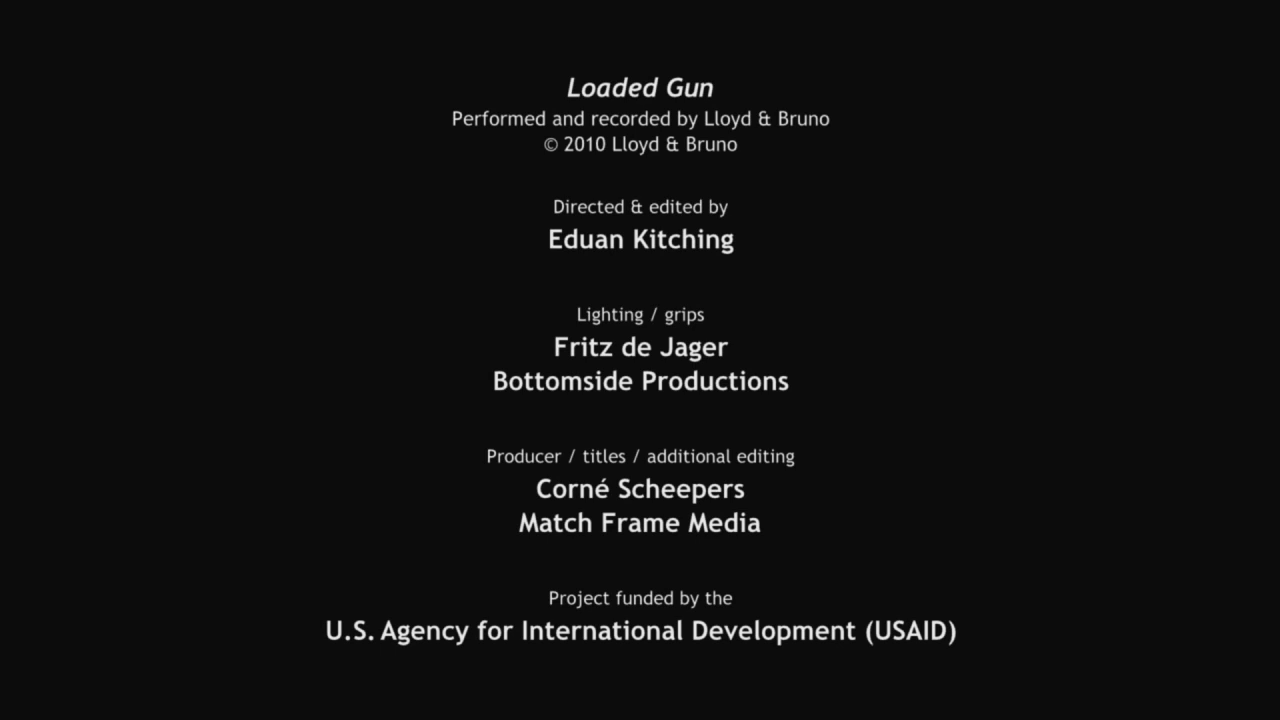 Loaded Gun
Performed and recorded by Lloyd & Bruno
© 2010 Lloyd & Bruno
Directed & edited by
Eduan Kitching
Lighting / grips
Fritz de Jager
Bottomside Productions
Producer / titles / additional editing
Corné Scheepers
Match Frame Media
Project funded by the
U.S. Agency for International Development (USAID)